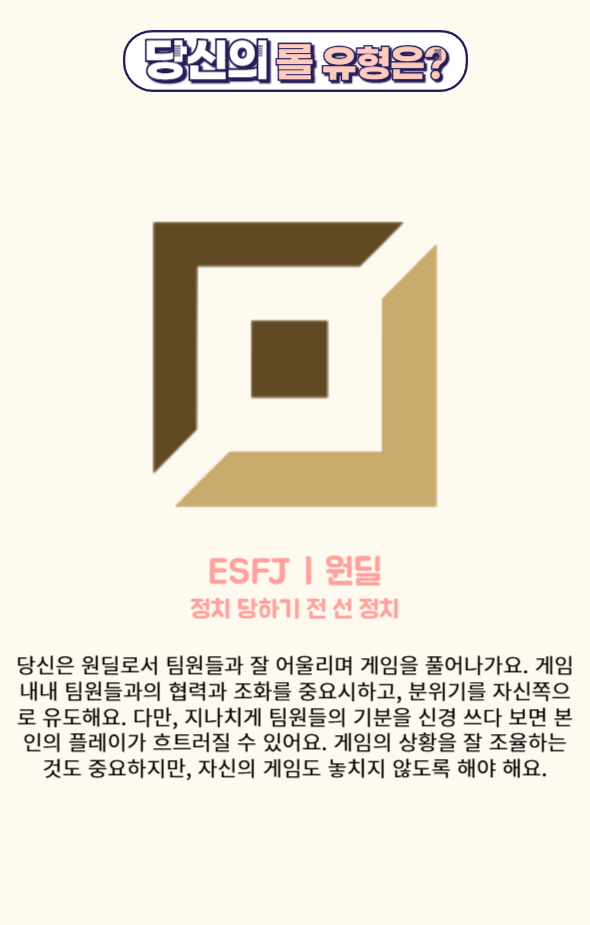 당신의 롤 유형은?
ESFJ | 원딜
정치 당하기 전 선 정치
당신은 원딜로서 팀원들과 잘 어울리며 게임을 풀어나가요. 게임
내내 팀원들과의 협력과 조화를 중요시하고, 분위기를 자신쪽으
로 유도해요. 다만, 지나치게 팀원들의 기분을 신경 쓰다 보면 본
인의 플레이가 흐트러질 수 있어요. 게임의 상황을 잘 조율하는
것도 중요하지만, 자신의 게임도 놓치지 않도록 해야 해요.